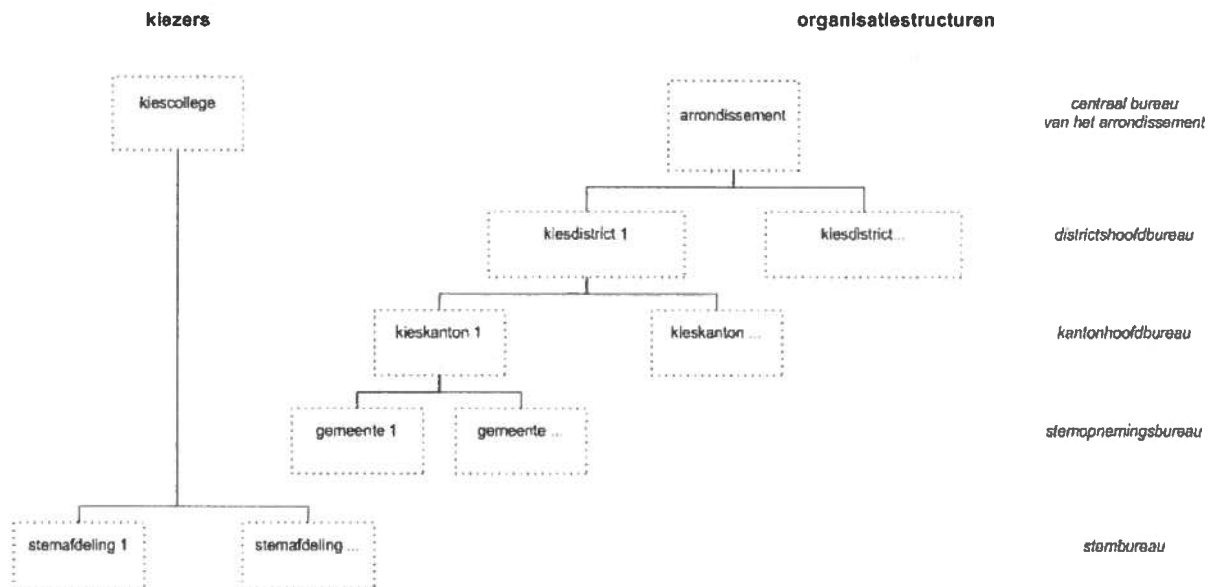 kiezers
organisatiestructuren
kiescollege
arrondissement
centraal bureau
van het arrondissement
kiesdistrict 1
kiesdistrict...
districtshoofdbureau
kieskanton 1
kieskanton ...
kantonhoofdbureau
gemeente 1
gemeente ...
stemopnemingsbureau
stemafdeling 1
stemafdeling ...
stembureau